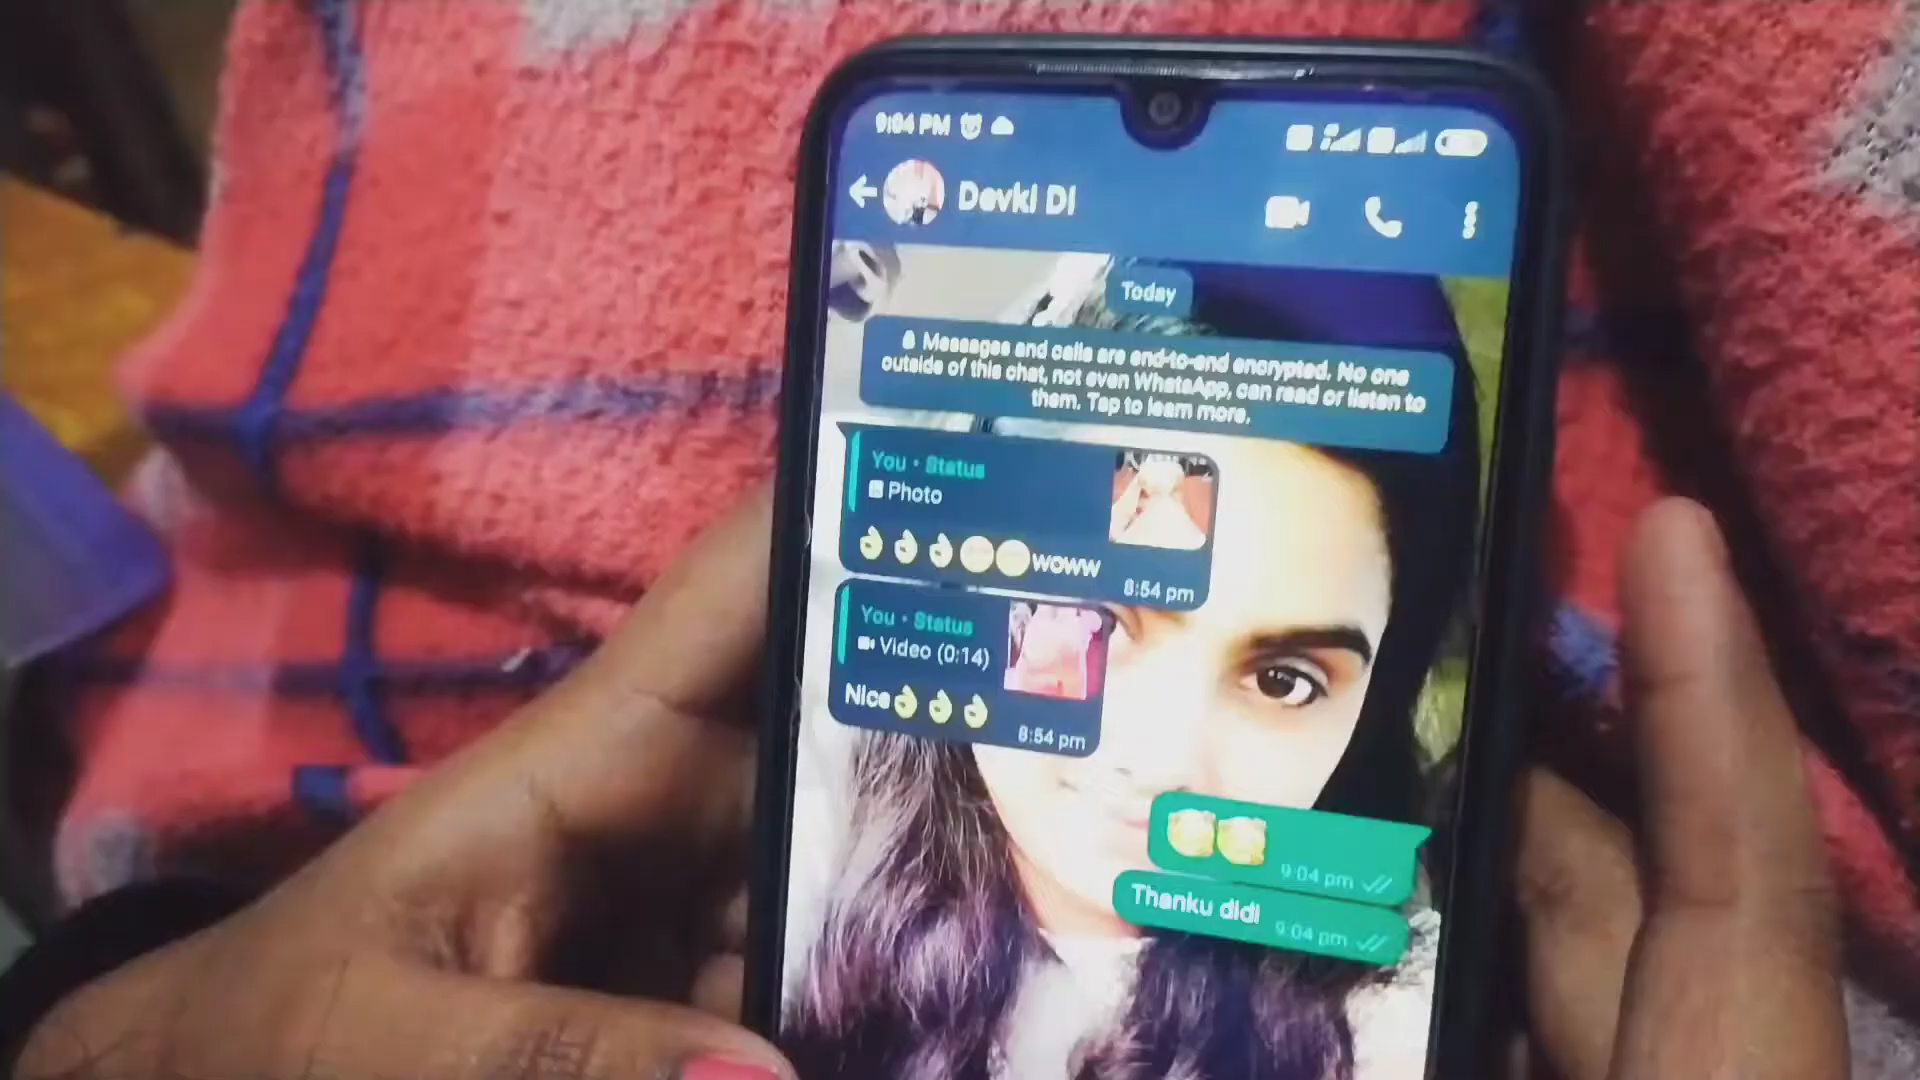 9:04 PM
Devki Di
Today
Messages and calls are end-to-end encrypted. No one
outside of this chat, not even WhatsApp, can read or listen to
them. Tap to learn more.
You • Status
Photo
👌👌👌😍😍woww
8:54 pm
You • Status
Video (0:14)
Nice👌👌👌
8:54 pm
9:04 pm
Thanku didi
9:04 pm